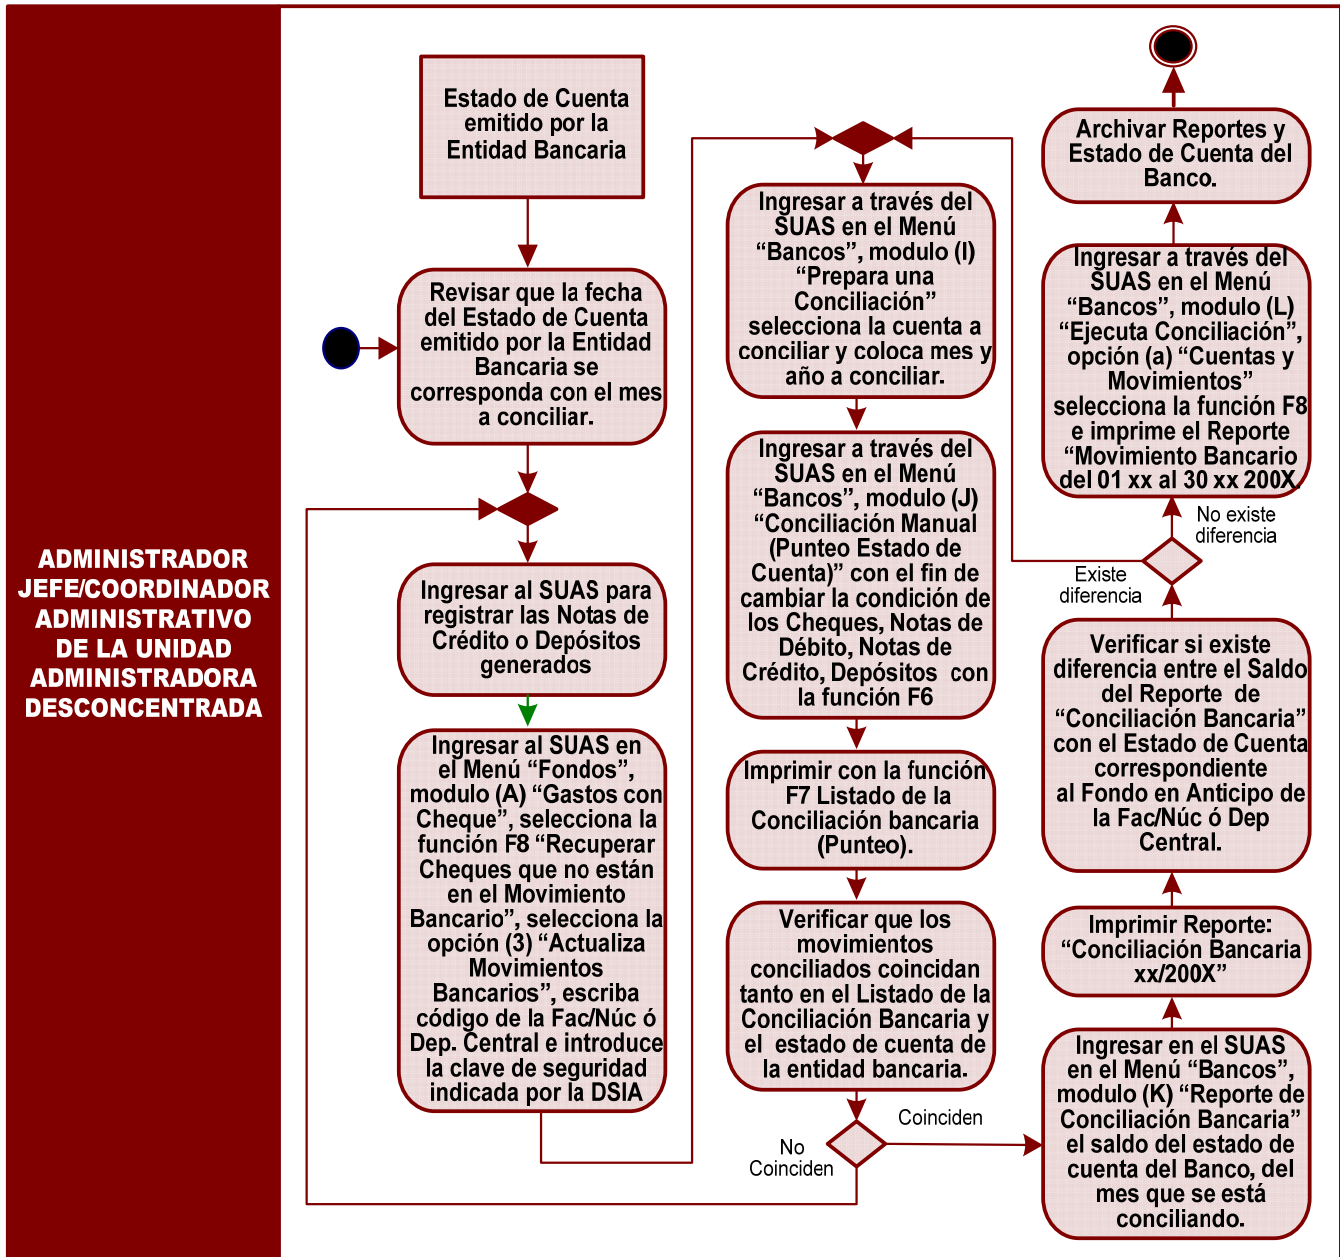 ADMINISTRADOR
JEFE/COORDINADOR
ADMINISTRATIVO
DE LA UNIDAD
ADMINISTRADORA
DESCONCENTRADA
Estado de Cuenta
emitido por la
Entidad Bancaria
Revisar que la fecha
del Estado de Cuenta
emitido por la Entidad
Bancaria se
corresponda con el mes
a conciliar.
Ingresar al SUAS para
registrar las Notas de
Crédito o Depósitos
generados
Ingresar al SUAS en
el Menú “Fondos”,
modulo (A) “Gastos con
Cheque”, selecciona la
función F8 “Recuperar
Cheques que no están
en el Movimiento
Bancario”, selecciona la
opción (3) “Actualiza
Movimientos
Bancarios”, escriba
código de la Fac/Núc ó
Dep. Central e introduce
la clave de seguridad
indicada por la DSIA
Ingresar a través del
SUAS en el Menú
“Bancos”, modulo (I)
“Prepara una
Conciliación”
selecciona la cuenta a
conciliar y coloca mes y
año a conciliar.
Ingresar a través del
SUAS en el Menú
“Bancos”, modulo (J)
“Conciliación Manual
(Punteo Estado de
Cuenta)” con el fin de
cambiar la condición de
los Cheques, Notas de
Débito, Notas de
Crédito, Depósitos con
la función F6
Imprimir con la función
F7 Listado de la
Conciliación bancaria
(Punteo).
Verificar que los
movimientos
conciliados coincidan
tanto en el Listado de la
Conciliación Bancaria y
el estado de cuenta de
la entidad bancaria.
No
Coinciden
Coinciden
Ingresar en el SUAS
en el Menú “Bancos”,
modulo (K) “Reporte de
Conciliación Bancaria”
el saldo del estado de
cuenta del Banco, del
mes que se está
conciliando.
Imprimir Reporte:
“Conciliación Bancaria
xx/200X”
Verificar si existe
diferencia entre el Saldo
del Reporte de
“Conciliación Bancaria”
con el Estado de Cuenta
correspondiente
al Fondo en Anticipo de
la Fac/Núc ó Dep
Central.
Existe
diferencia
No existe
diferencia
Ingresar a través del
SUAS en el Menú
“Bancos”, modulo (L)
“Ejecuta Conciliación”,
opción (a) “Cuentas y
Movimientos”
selecciona la función F8
e imprime el Reporte
“Movimiento Bancario
del 01 xx al 30 xx 200X.
Archivar Reportes y
Estado de Cuenta del
Banco.